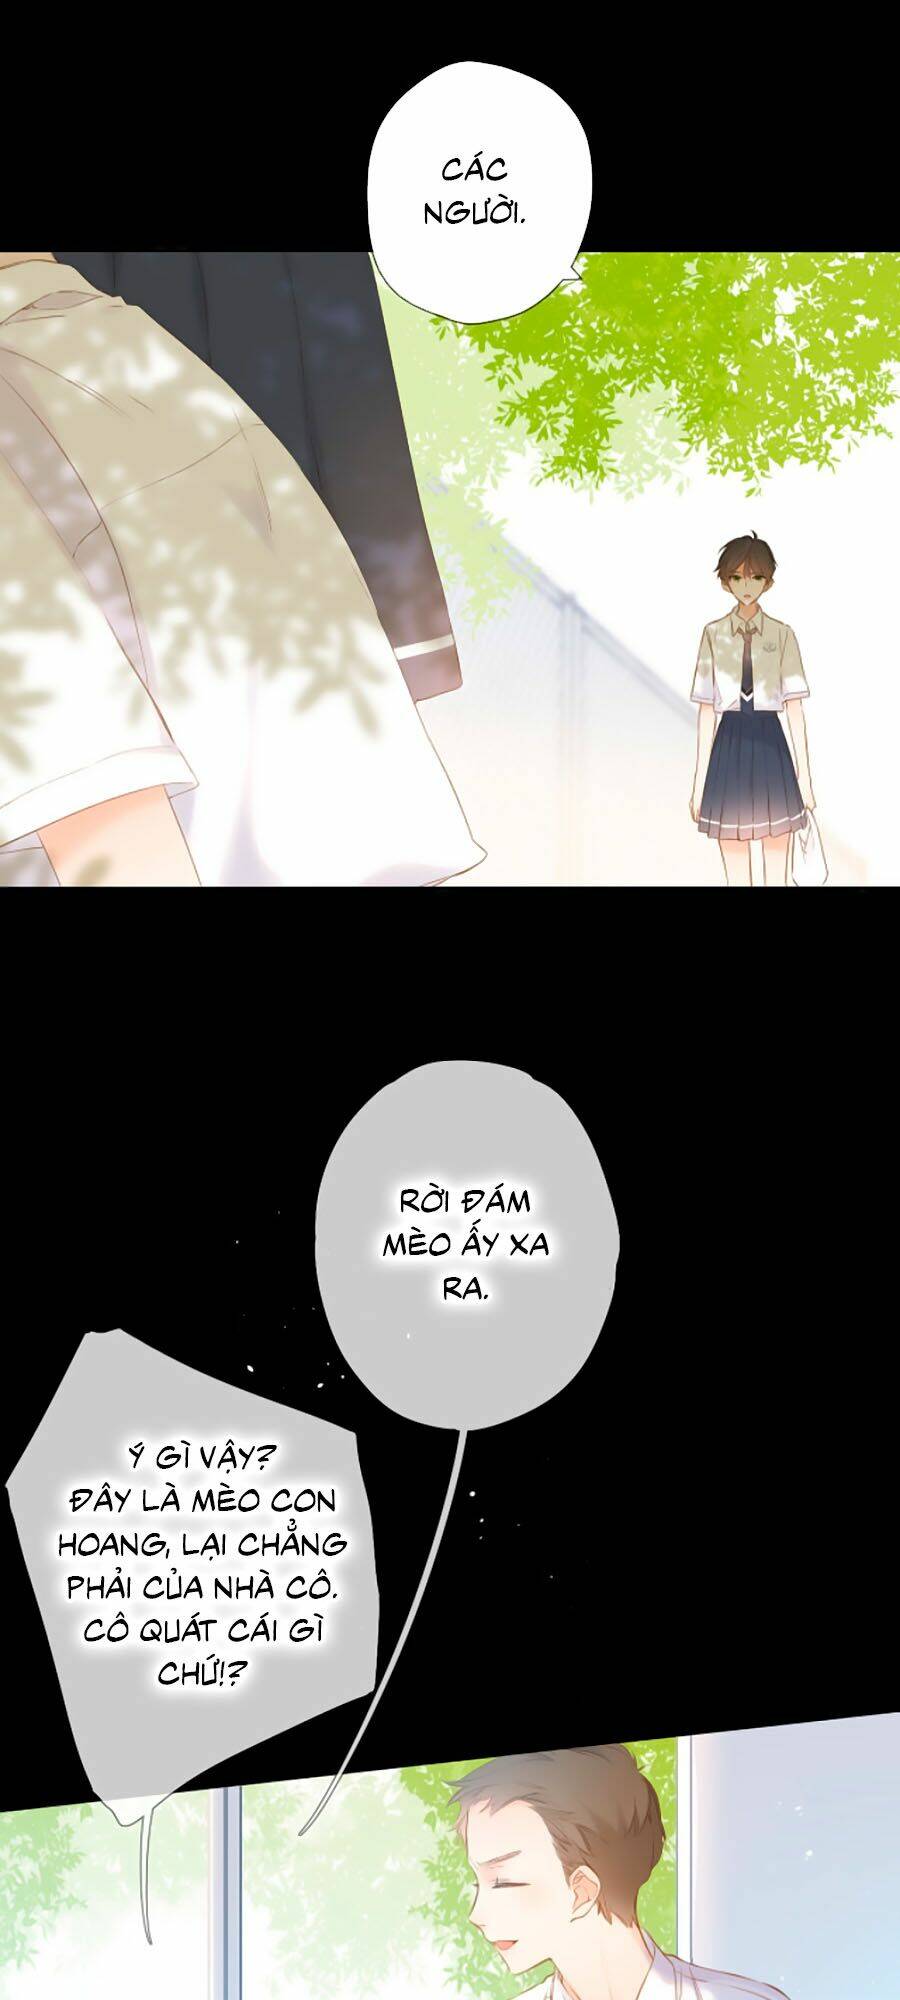 CÁC
NGƯỜI.
RỜI ĐÁM
MÈO ẤY XA
RA.
Ý GÌ VẬY?
ĐÂY LÀ MÈO CON
HOANG, LẠI CHẲNG
PHẢI CỦA NHÀ CÔ.
CÔ QUÁT CÁI GÌ
CHỨ!?